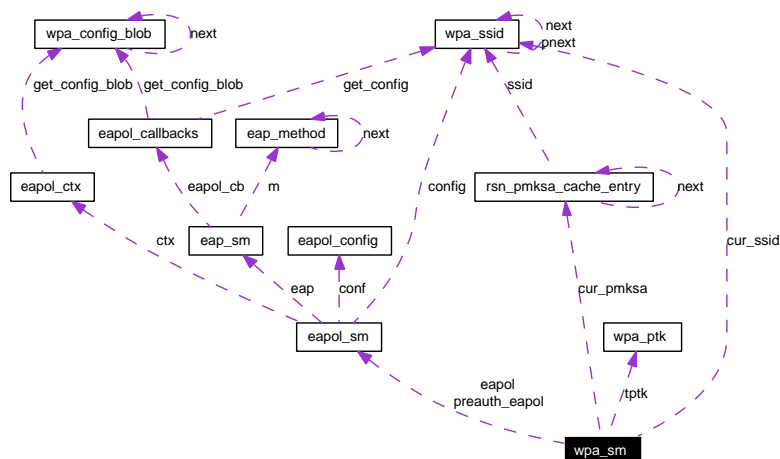 wpa_config_blob
next
wpa_ssid
next
pnext
get_config_blob
get_config_blob
get_config
ssid
eapol_callbacks
eap_method
next
eapol_ctx
eapol_cb
m
config
rsn_pmksa_cache_entry
next
ctx
eap_sm
eapol_config
cur_ssid
eap
conf
cur_pmksa
eapol_sm
wpa_ptk
eapol
preauth_eapol
tptk
wpa_sm